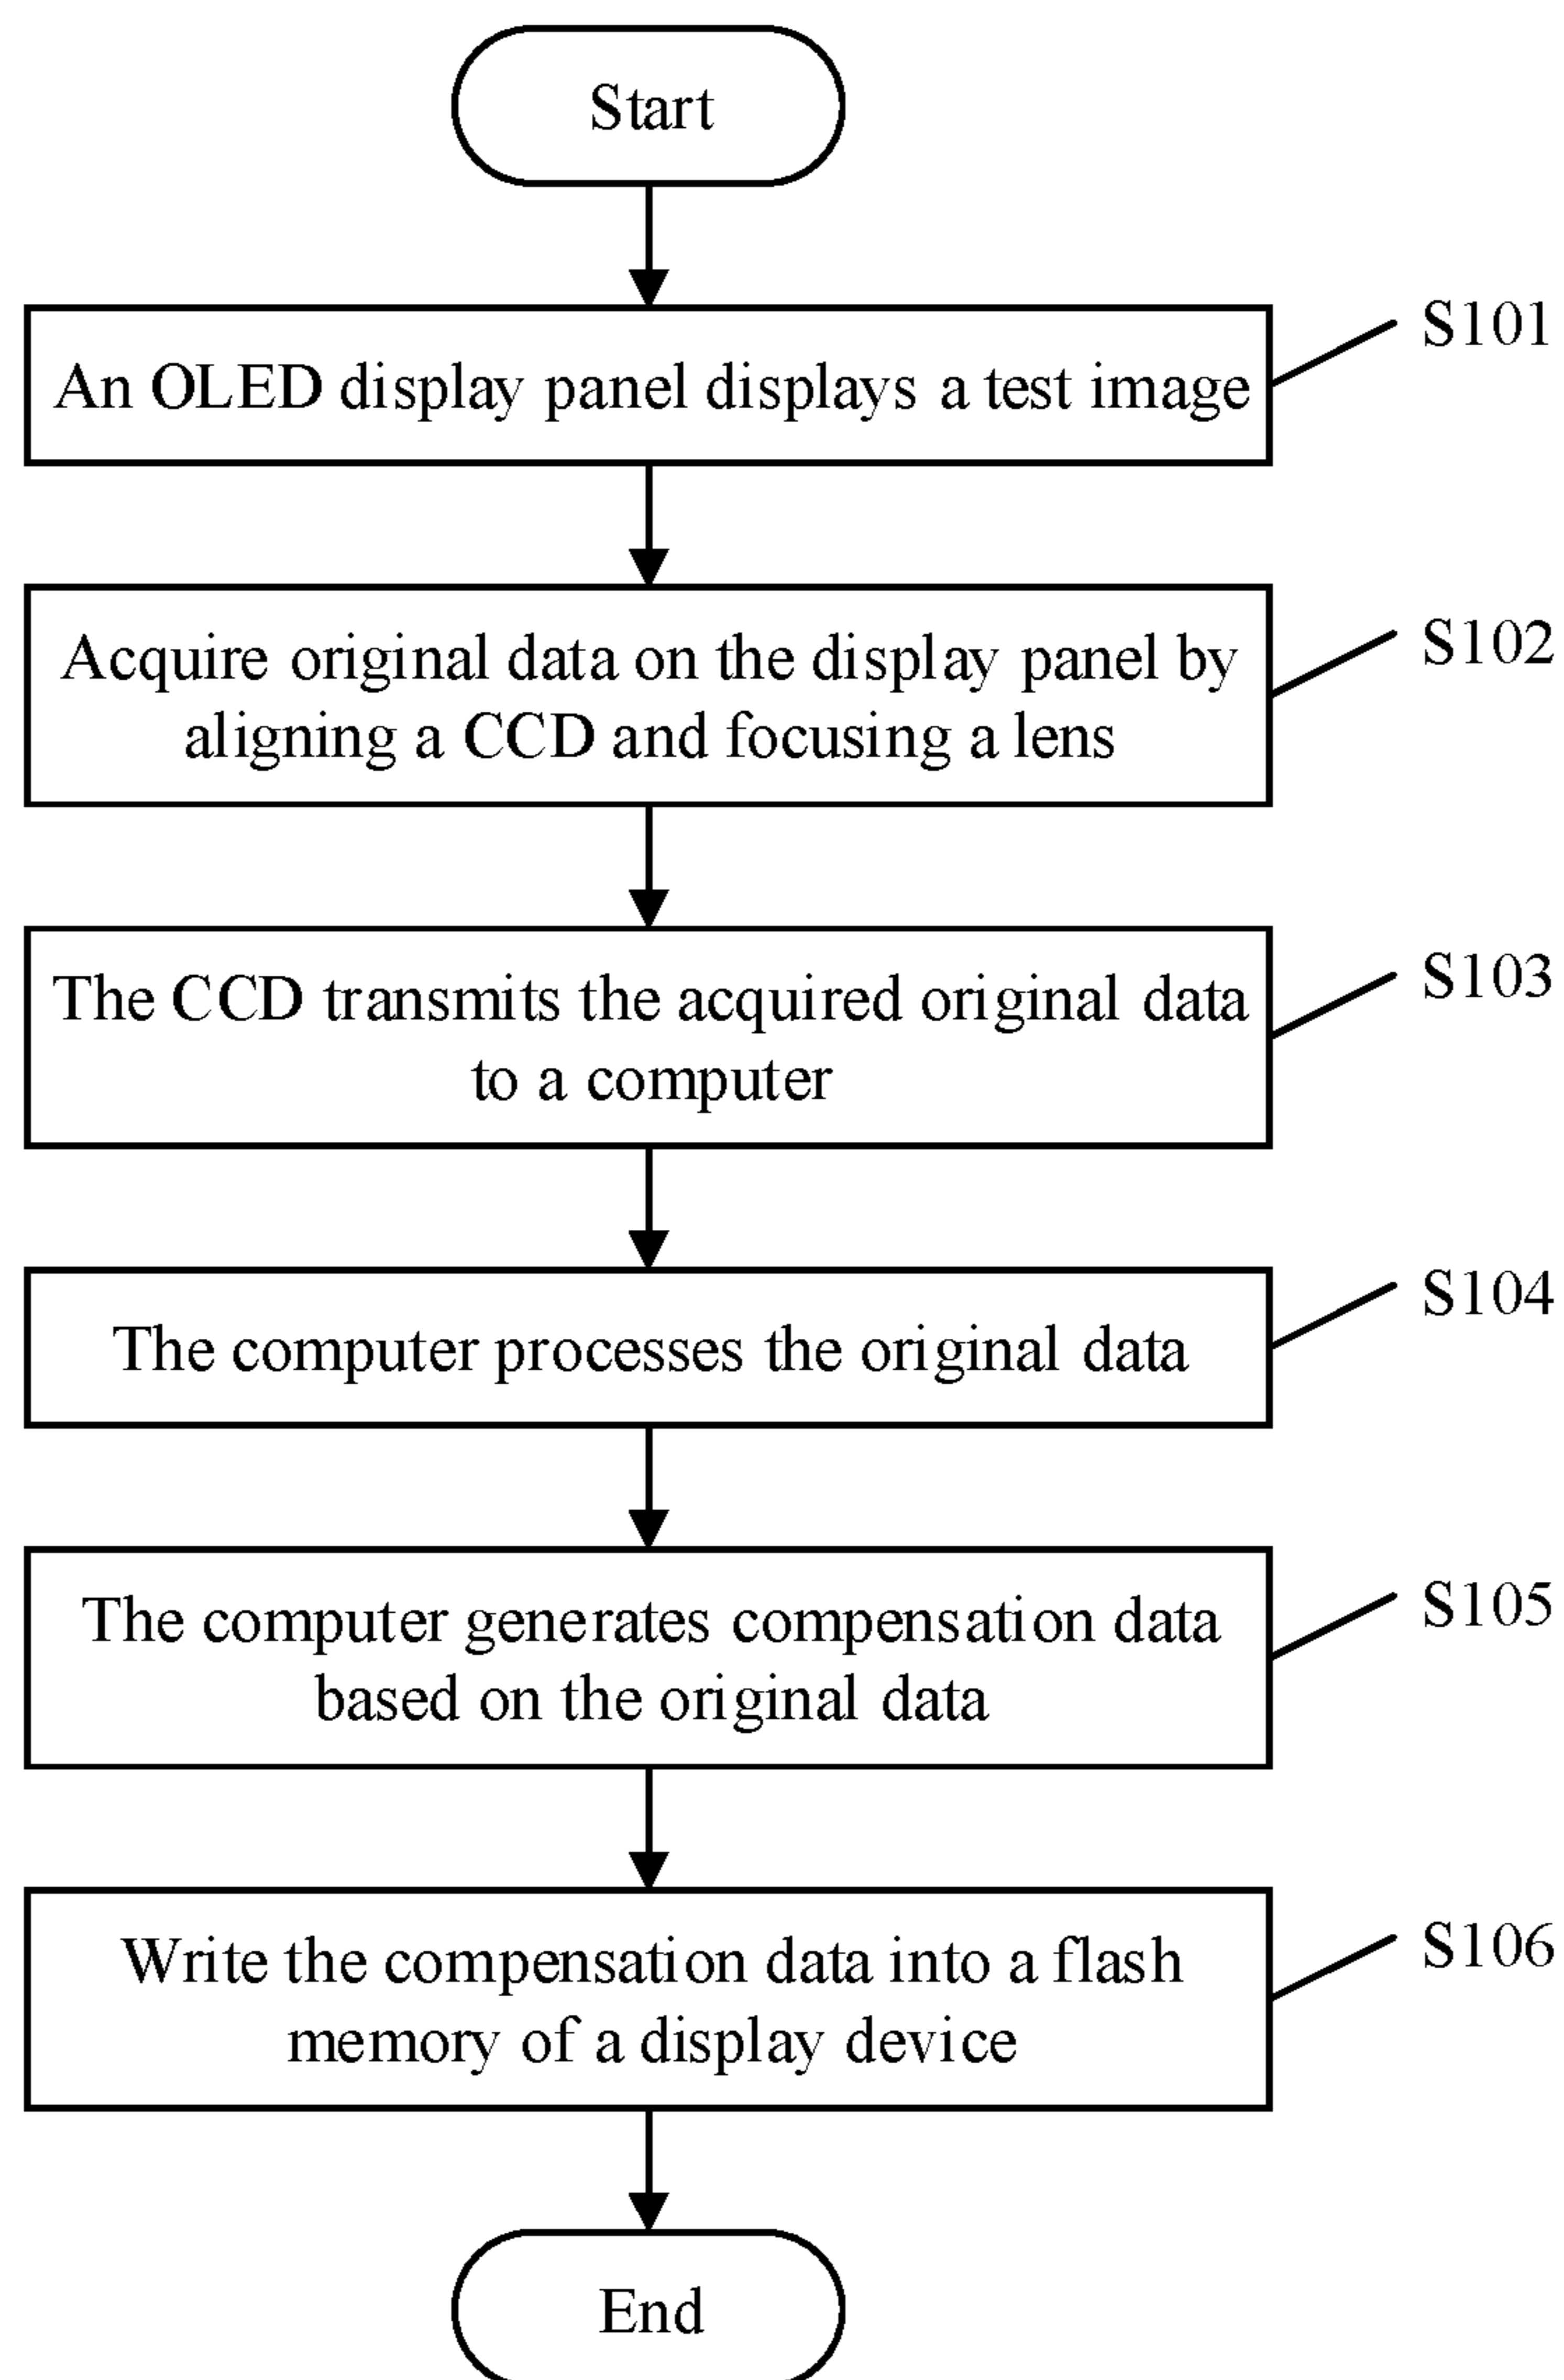 Start
An OLED display panel displays a test image
S101
Acquire original data on the display panel by
aligning a CCD and focusing a lens
S102
The CCD transmits the acquired original data
to a computer
S103
The computer processes the original data
S104
The computer generates compensation data
based on the original data
S105
Write the compensation data into a flash
memory of a display device
S106
End